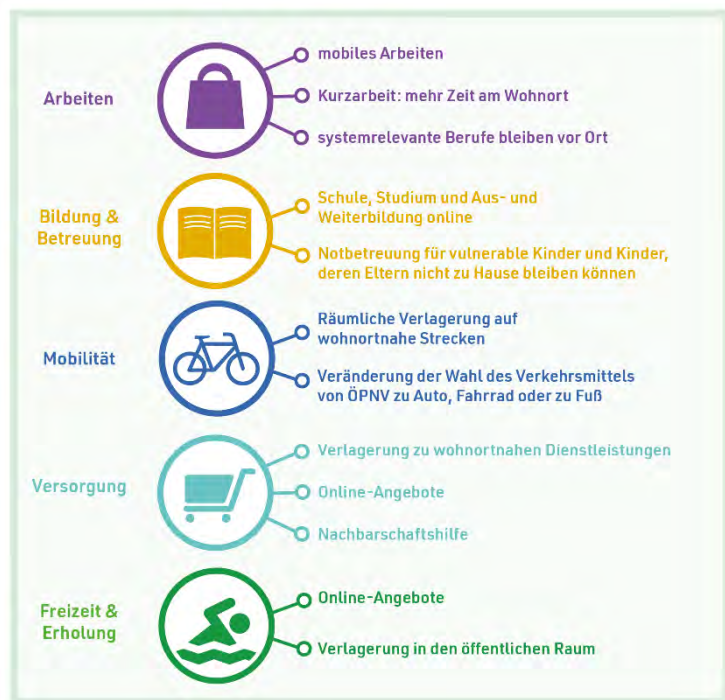 Arbeiten
mobiles Arbeiten
Kurzarbeit: mehr Zeit am Wohnort
systemrelevante Berufe bleiben vor Ort
Bildung &
Betreuung
Schule, Studium und Aus- und
Weiterbildung online
Notbetreuung für vulnerable Kinder und Kinder,
deren Eltern nicht zu Hause bleiben können
Mobilität
Räumliche Verlagerung auf
wohnortnahe Strecken
Veränderung der Wahl des Verkehrsmittels
von ÖPNV zu Auto, Fahrrad oder zu Fuß
Versorgung
Verlagerung zu wohnortnahen Dienstleistungen
Online-Angebote
Nachbarschaftshilfe
Freizeit &
Erholung
Online-Angebote
Verlagerung in den öffentlichen Raum